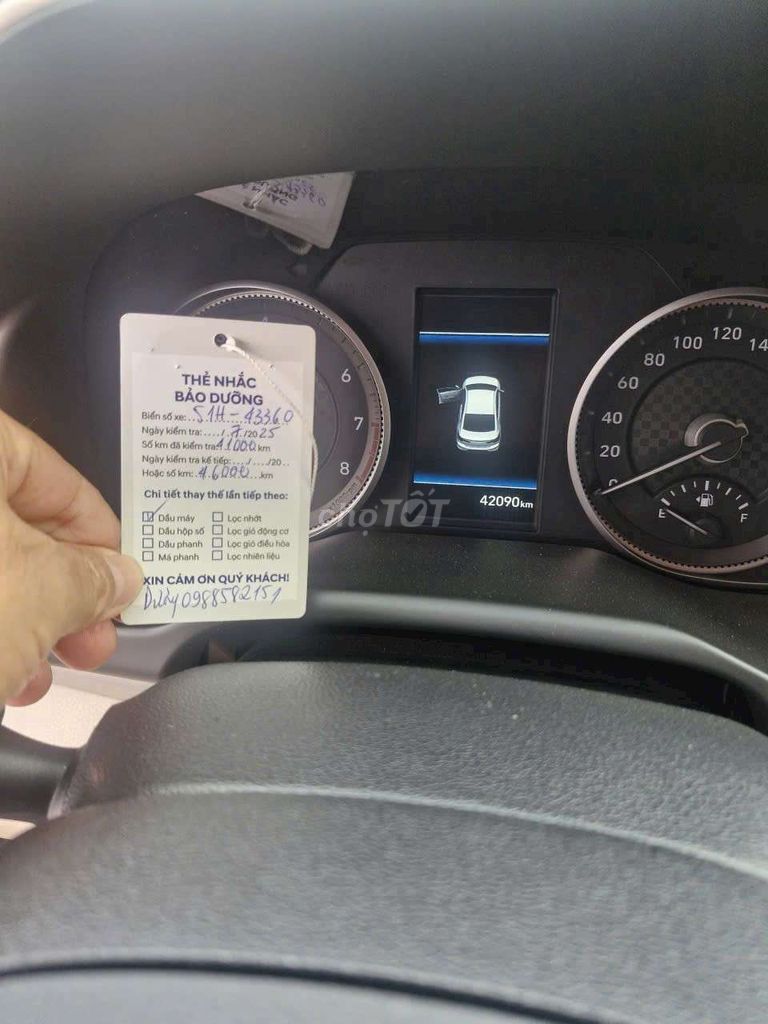 THẺ NHẮC
BẢO DƯỠNG
Biển số xe:...51H-43360
Ngày kiểm tra:...../.7./2025
Số km đã kiểm tra:41000 km
Ngày kiểm tra kế tiếp:...../...../20..
Hoặc số km:..46000....km
Chi tiết thay thế lần tiếp theo:
Dầu máy Lọc nhớt
Dầu hộp số Lọc gió động cơ
Dầu phanh Lọc gió điều hòa
Má phanh Lọc nhiên liệu
XIN CẢM ƠN QUÝ KHÁCH!
0988582151
6
7
8
42090 km
chợTỐT
0
20
40
60
80
100
120
E F